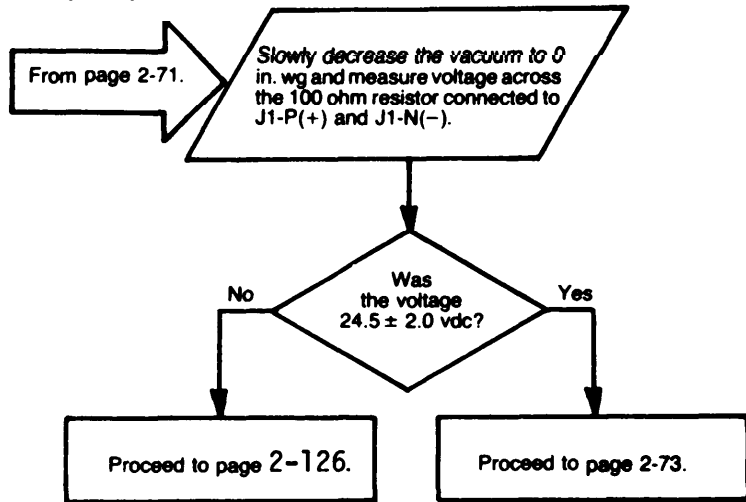 From page 2-71.
Slowly decrease the vacuum to 0
in. wg and measure voltage across
the 100 ohm resistor connected to
J1-P(+) and J1-N(−).
Was
the voltage
24.5 ± 2.0 vdc?
No
Yes
Proceed to page 2-126.
Proceed to page 2-73.